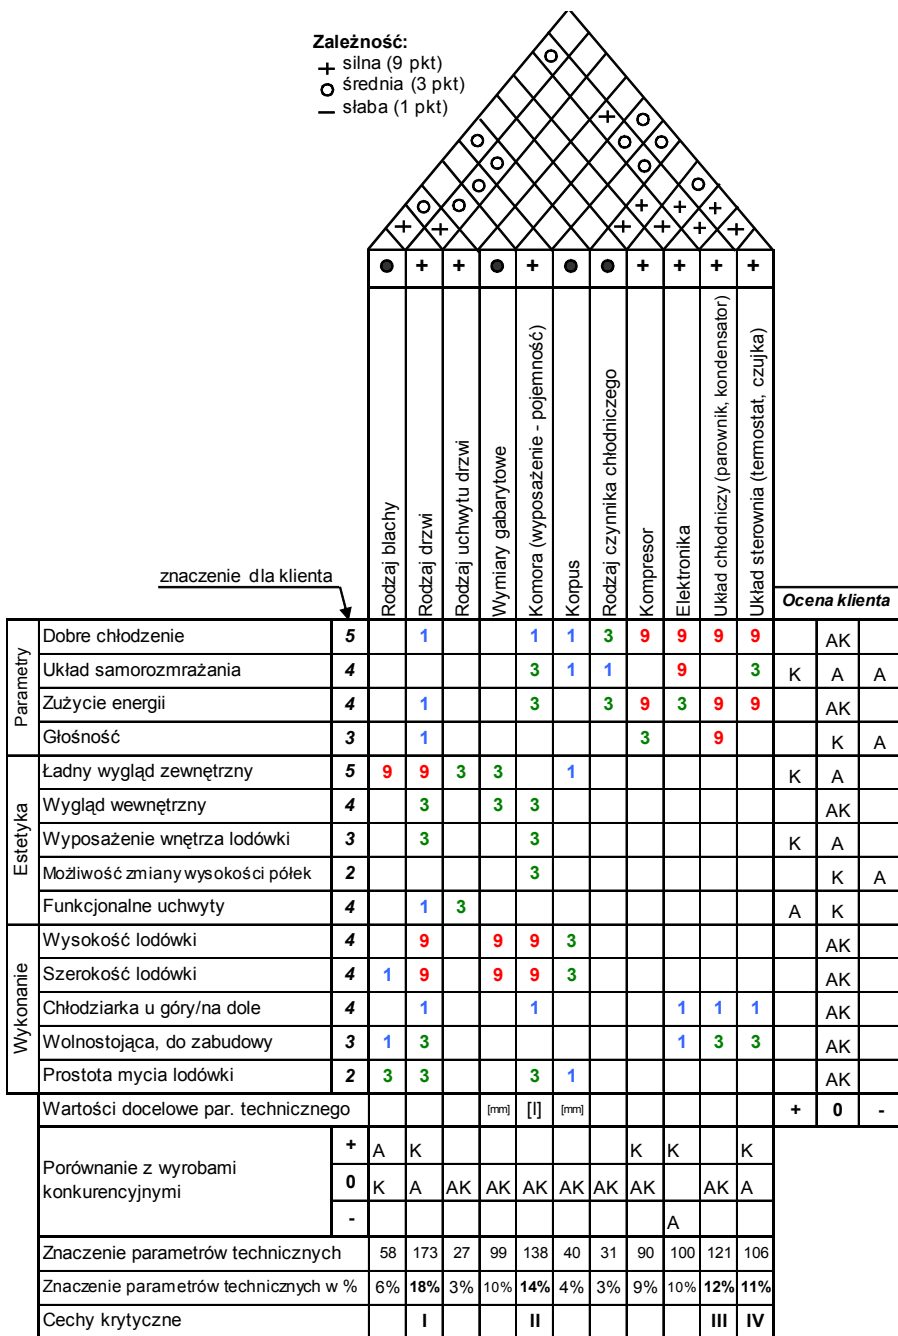 Zależność:
+ silna (9 pkt)
o średnia (3 pkt)
– słaba (1 pkt)
● + + ● + ● ● + + + +
Rodzaj blachy
Rodzaj drzwi
Rodzaj uchwytu drzwi
Wymiary gabarytowe
Komora (wyposażenie - pojemność)
Korpus
Rodzaj czynnika chłodniczego
Kompresor
Elektronika
Układ chłodniczy (parownik, kondensator)
Układ sterownia (termostat, czujka)
znaczenie dla klienta
Ocena klienta
Parametry
Dobre chłodzenie 5 1 1 1 3 9 9 9 9 AK
Układ samorozmrażania 4 3 1 1 9 3 K A A
Zużycie energii 4 1 3 3 9 3 9 9 AK
Głośność 3 1 3 9 K A
Estetyka
Ładny wygląd zewnętrzny 5 9 9 3 3 1 K A
Wygląd wewnętrzny 4 3 3 3 AK
Wyposażenie wnętrza lodówki 3 3 3 K A
Możliwość zmiany wysokości półek 2 3 K A
Funkcjonalne uchwyty 4 1 3 A K
Wykonanie
Wysokość lodówki 4 9 9 9 3 AK
Szerokość lodówki 4 1 9 9 9 3 AK
Chłodziarka u góry/na dole 4 1 1 1 1 1 AK
Wolnostojąca, do zabudowy 3 1 3 1 3 3 AK
Prostota mycia lodówki 2 3 3 3 1 AK
Wartości docelowe par. technicznego [mm] [l] [mm] + 0 -
Porównanie z wyrobami
konkurencyjnymi
+ A K K K K
0 K A AK AK AK AK AK AK AK A
- A
Znaczenie parametrów technicznych 58 173 27 99 138 40 31 90 100 121 106
Znaczenie parametrów technicznych w % 6% 18% 3% 10% 14% 4% 3% 9% 10% 12% 11%
Cechy krytyczne I II III IV